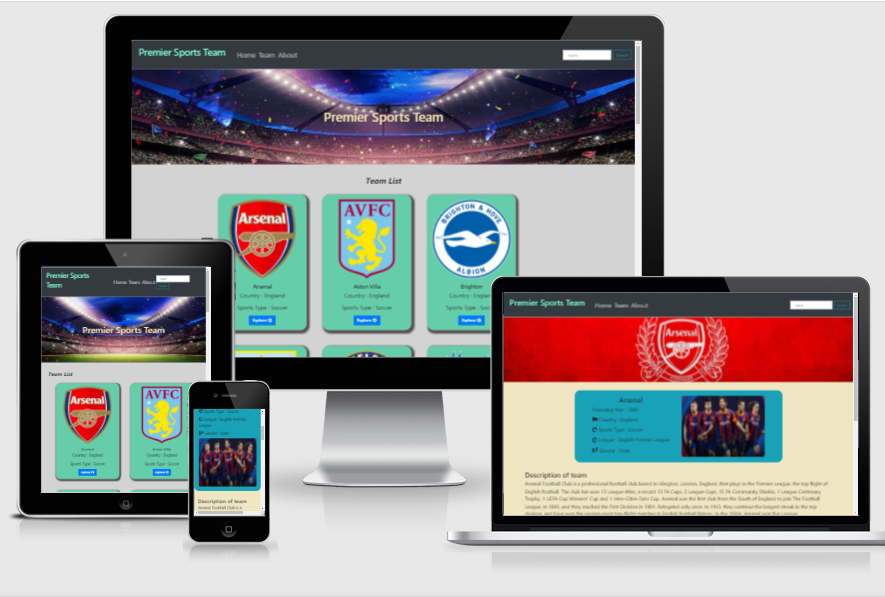 Premier Sports Team
Home Team About
Premier Sports Team
Team List
Arsenal
AVFC
BRIGHTON & HOVE
ALBION
Arsenal
Aston Villa
Brighton
Country : England
Country : England
Country : England
Sports Type : Soccer
Sports Type : Soccer
Sports Type : Soccer
Explore
Explore
Explore
Premier Sports
Team
Home Team About
Premier Sports Team
Team List
Arsenal
AVFC
Arsenal
Aston Villa
Country : England
Country : England
Sports Type : Soccer
Sports Type : Soccer
Explore
Explore
Sports Type : Soccer
League : English Premier
League
Gender : Male
Description of team
Arsenal Football Club is a
Premier Sports Team
Home Team About
Arsenal
Arsenal
Founding Year : 1892
Country : England
Sports Type : Soccer
League : English Premier League
Gender : Male
Description of team
Arsenal Football Club is a professional football club based in Islington, London, England, that plays in the Premier League, the top flight of
English football. The club has won 13 League titles, a record 13 FA Cups, 2 League Cups, 15 FA Community Shields, 1 League Centenary
Trophy, 1 UEFA Cup Winners' Cup and 1 Inter-Cities Fairs Cup. Arsenal was the first club from the South of England to join The Football
League, in 1893, and they reached the First Division in 1904. Relegated only once, in 1913, they continue the longest streak in the top
division, and have won the second-most top-flight matches in English football history.